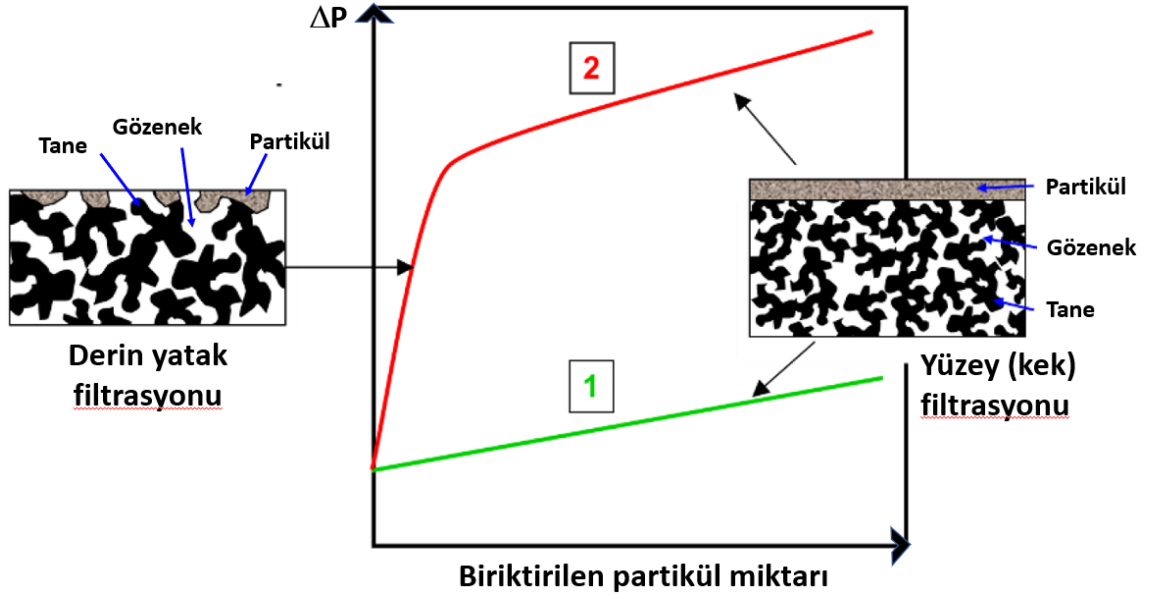 ΔP
2
Tane
Gözenek
Partikül
Derin yatak
filtrasyonu
Partikül
Gözenek
Tane
Yüzey (kek)
filtrasyonu
1
Biriktirilen partikül miktarı